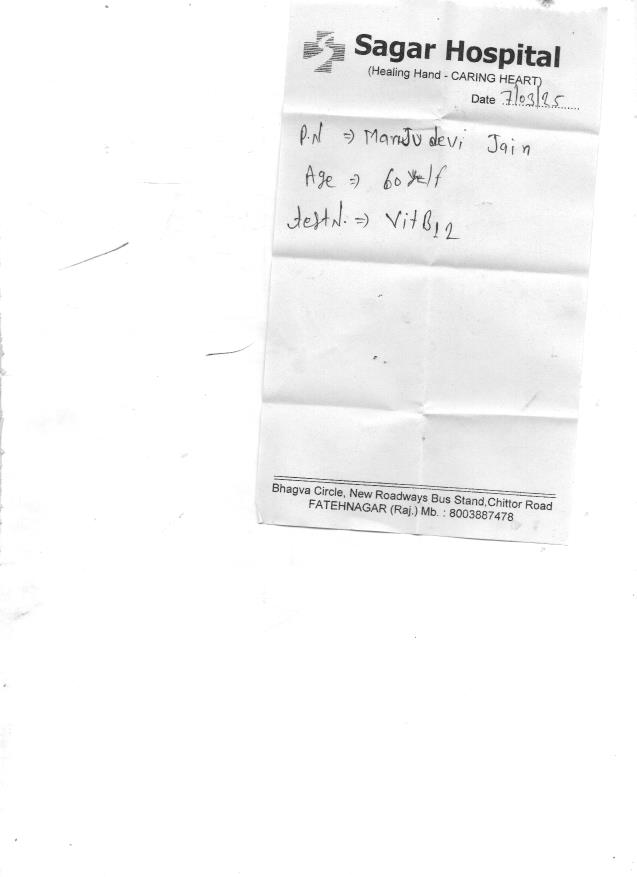 Sagar Hospital
(Healing Hand - CARING HEART)
Date 7/03/25
P.N ⇒ Manju devi Jain
Age ⇒ 60 /f
test N. ⇒ Vit B12
Bhagva Circle, New Roadways Bus Stand,Chittor Road
FATEHNAGAR (Raj.) Mb. : 8003887478